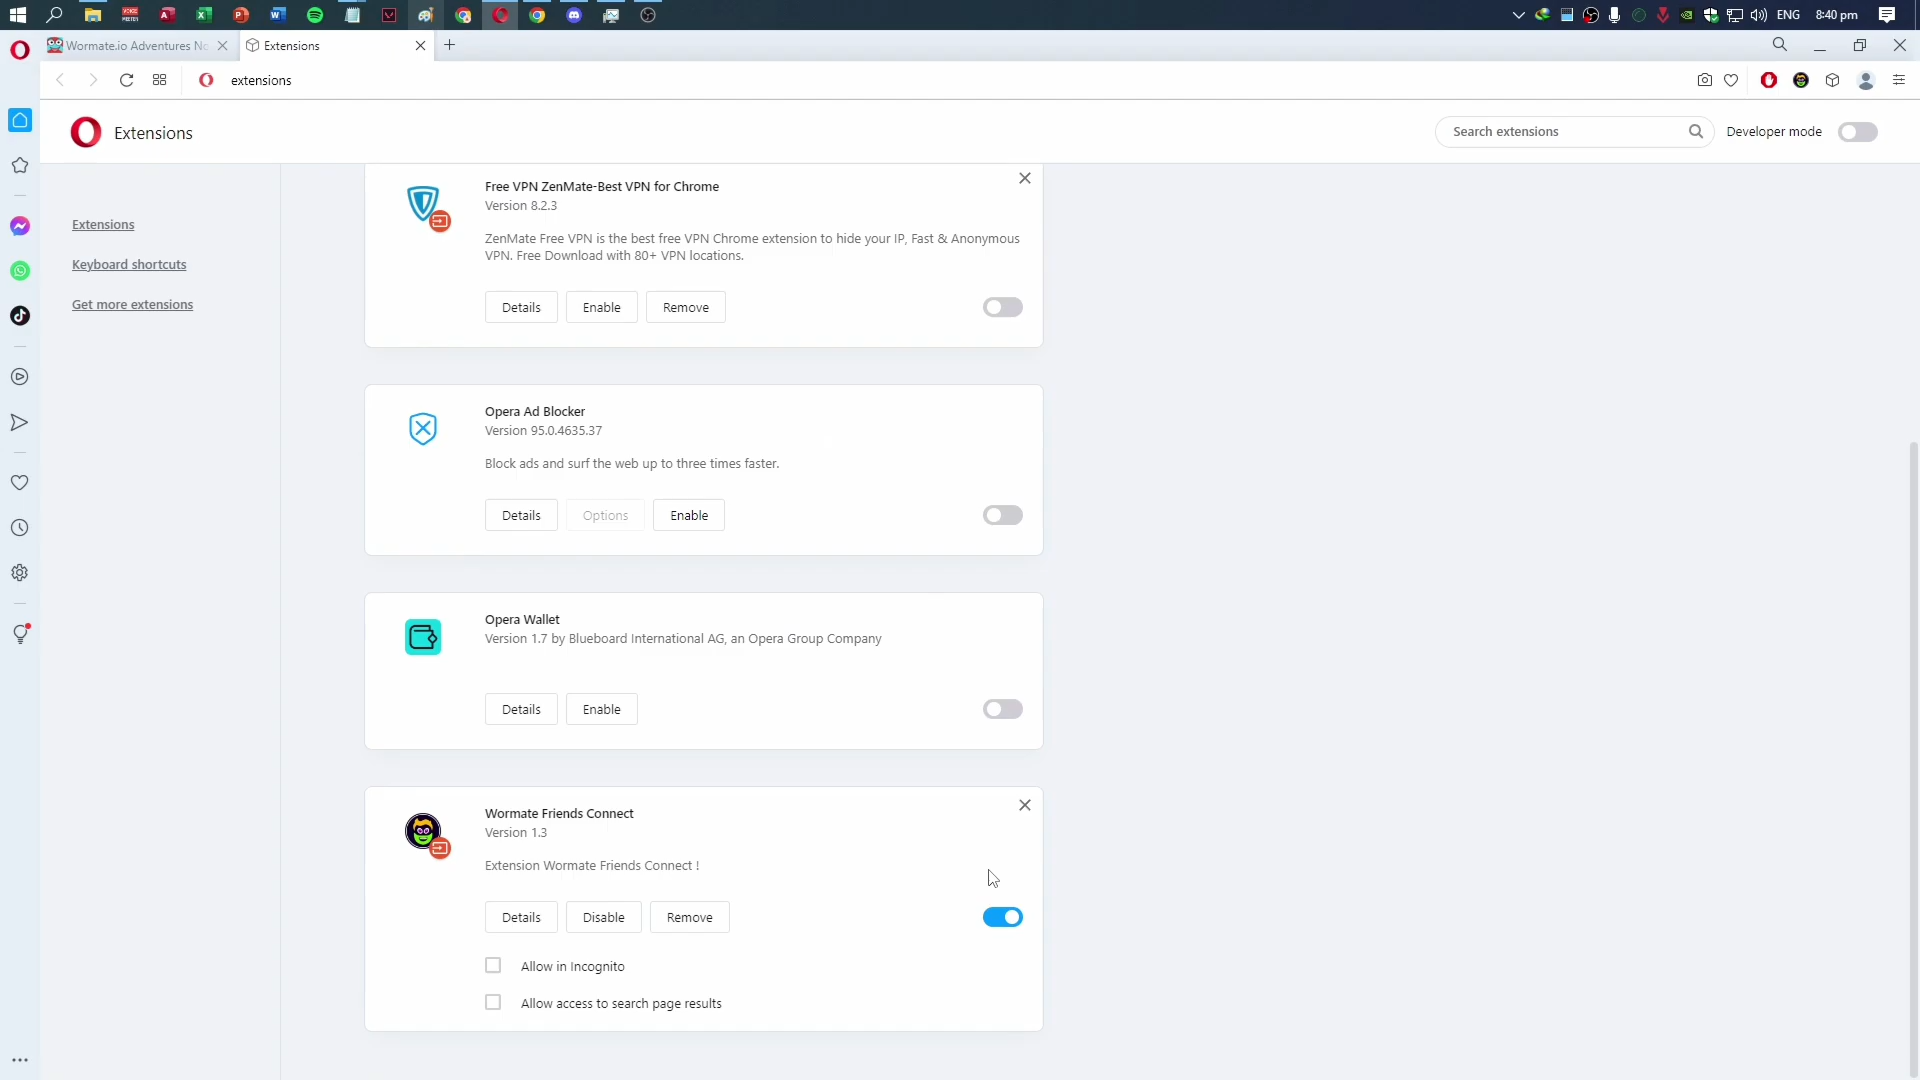 ENG
8:40 pm
Wormate.io Adventures No
Extensions
extensions
Extensions
Search extensions
Developer mode
Extensions
Keyboard shortcuts
Get more extensions
Free VPN ZenMate-Best VPN for Chrome
Version 8.2.3
ZenMate Free VPN is the best free VPN Chrome extension to hide your IP, Fast & Anonymous
VPN. Free Download with 80+ VPN locations.
Details
Enable
Remove
Opera Ad Blocker
Version 95.0.4635.37
Block ads and surf the web up to three times faster.
Details
Options
Enable
Opera Wallet
Version 1.7 by Blueboard International AG, an Opera Group Company
Details
Enable
Wormate Friends Connect
Version 1.3
Extension Wormate Friends Connect !
Details
Disable
Remove
Allow in Incognito
Allow access to search page results